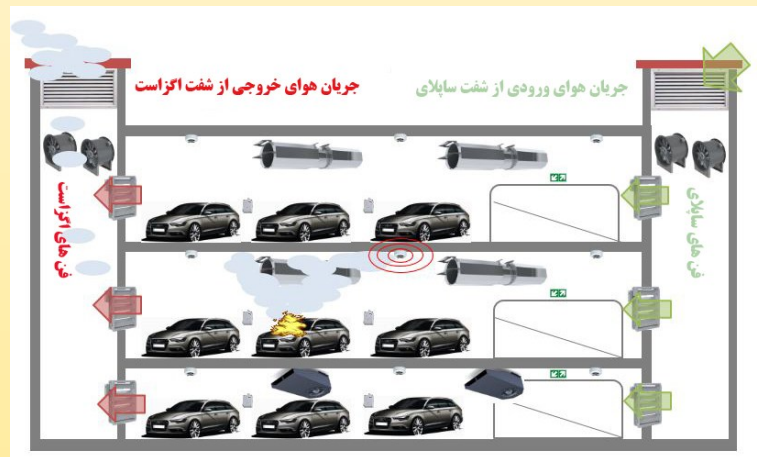 جریان هوای ورودی از شفت ساپلای
جریان هوای خروجی از شفت اگزاست
فن های ساپلای
فن های اگزاست